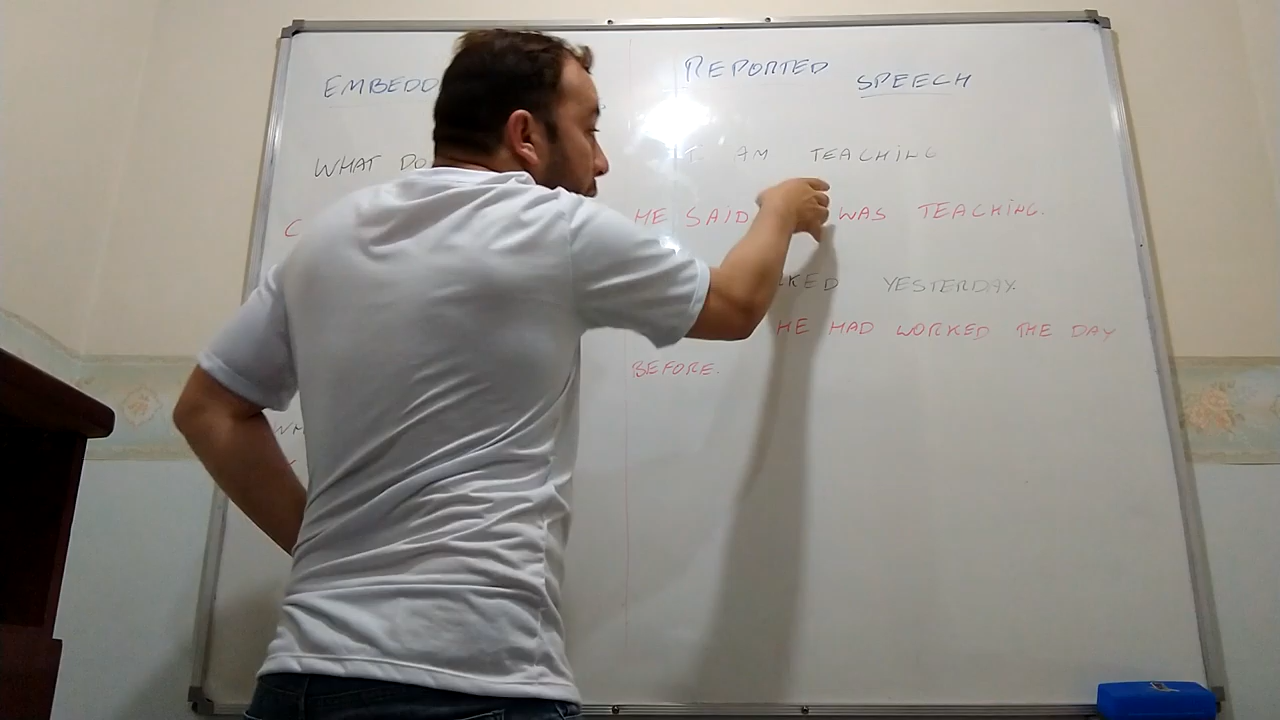 EMBEDD
WHAT DO
C
REPORTED SPEECH
I AM TEACHING
HE SAID WAS TEACHING.
KED YESTERDAY.
HE HAD WORKED THE DAY
BEFORE.